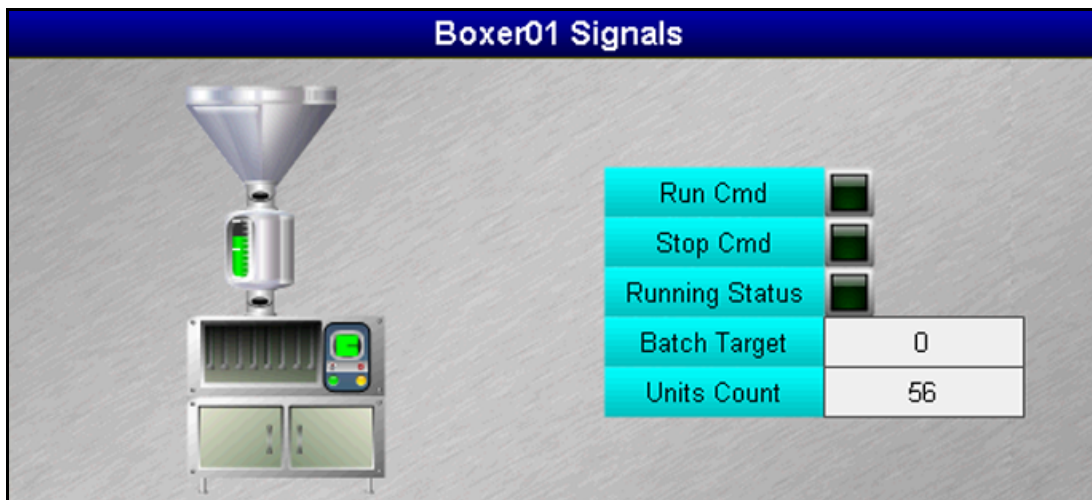 Boxer01 Signals
Run Cmd
Stop Cmd
Running Status
Batch Target 0
Units Count 56